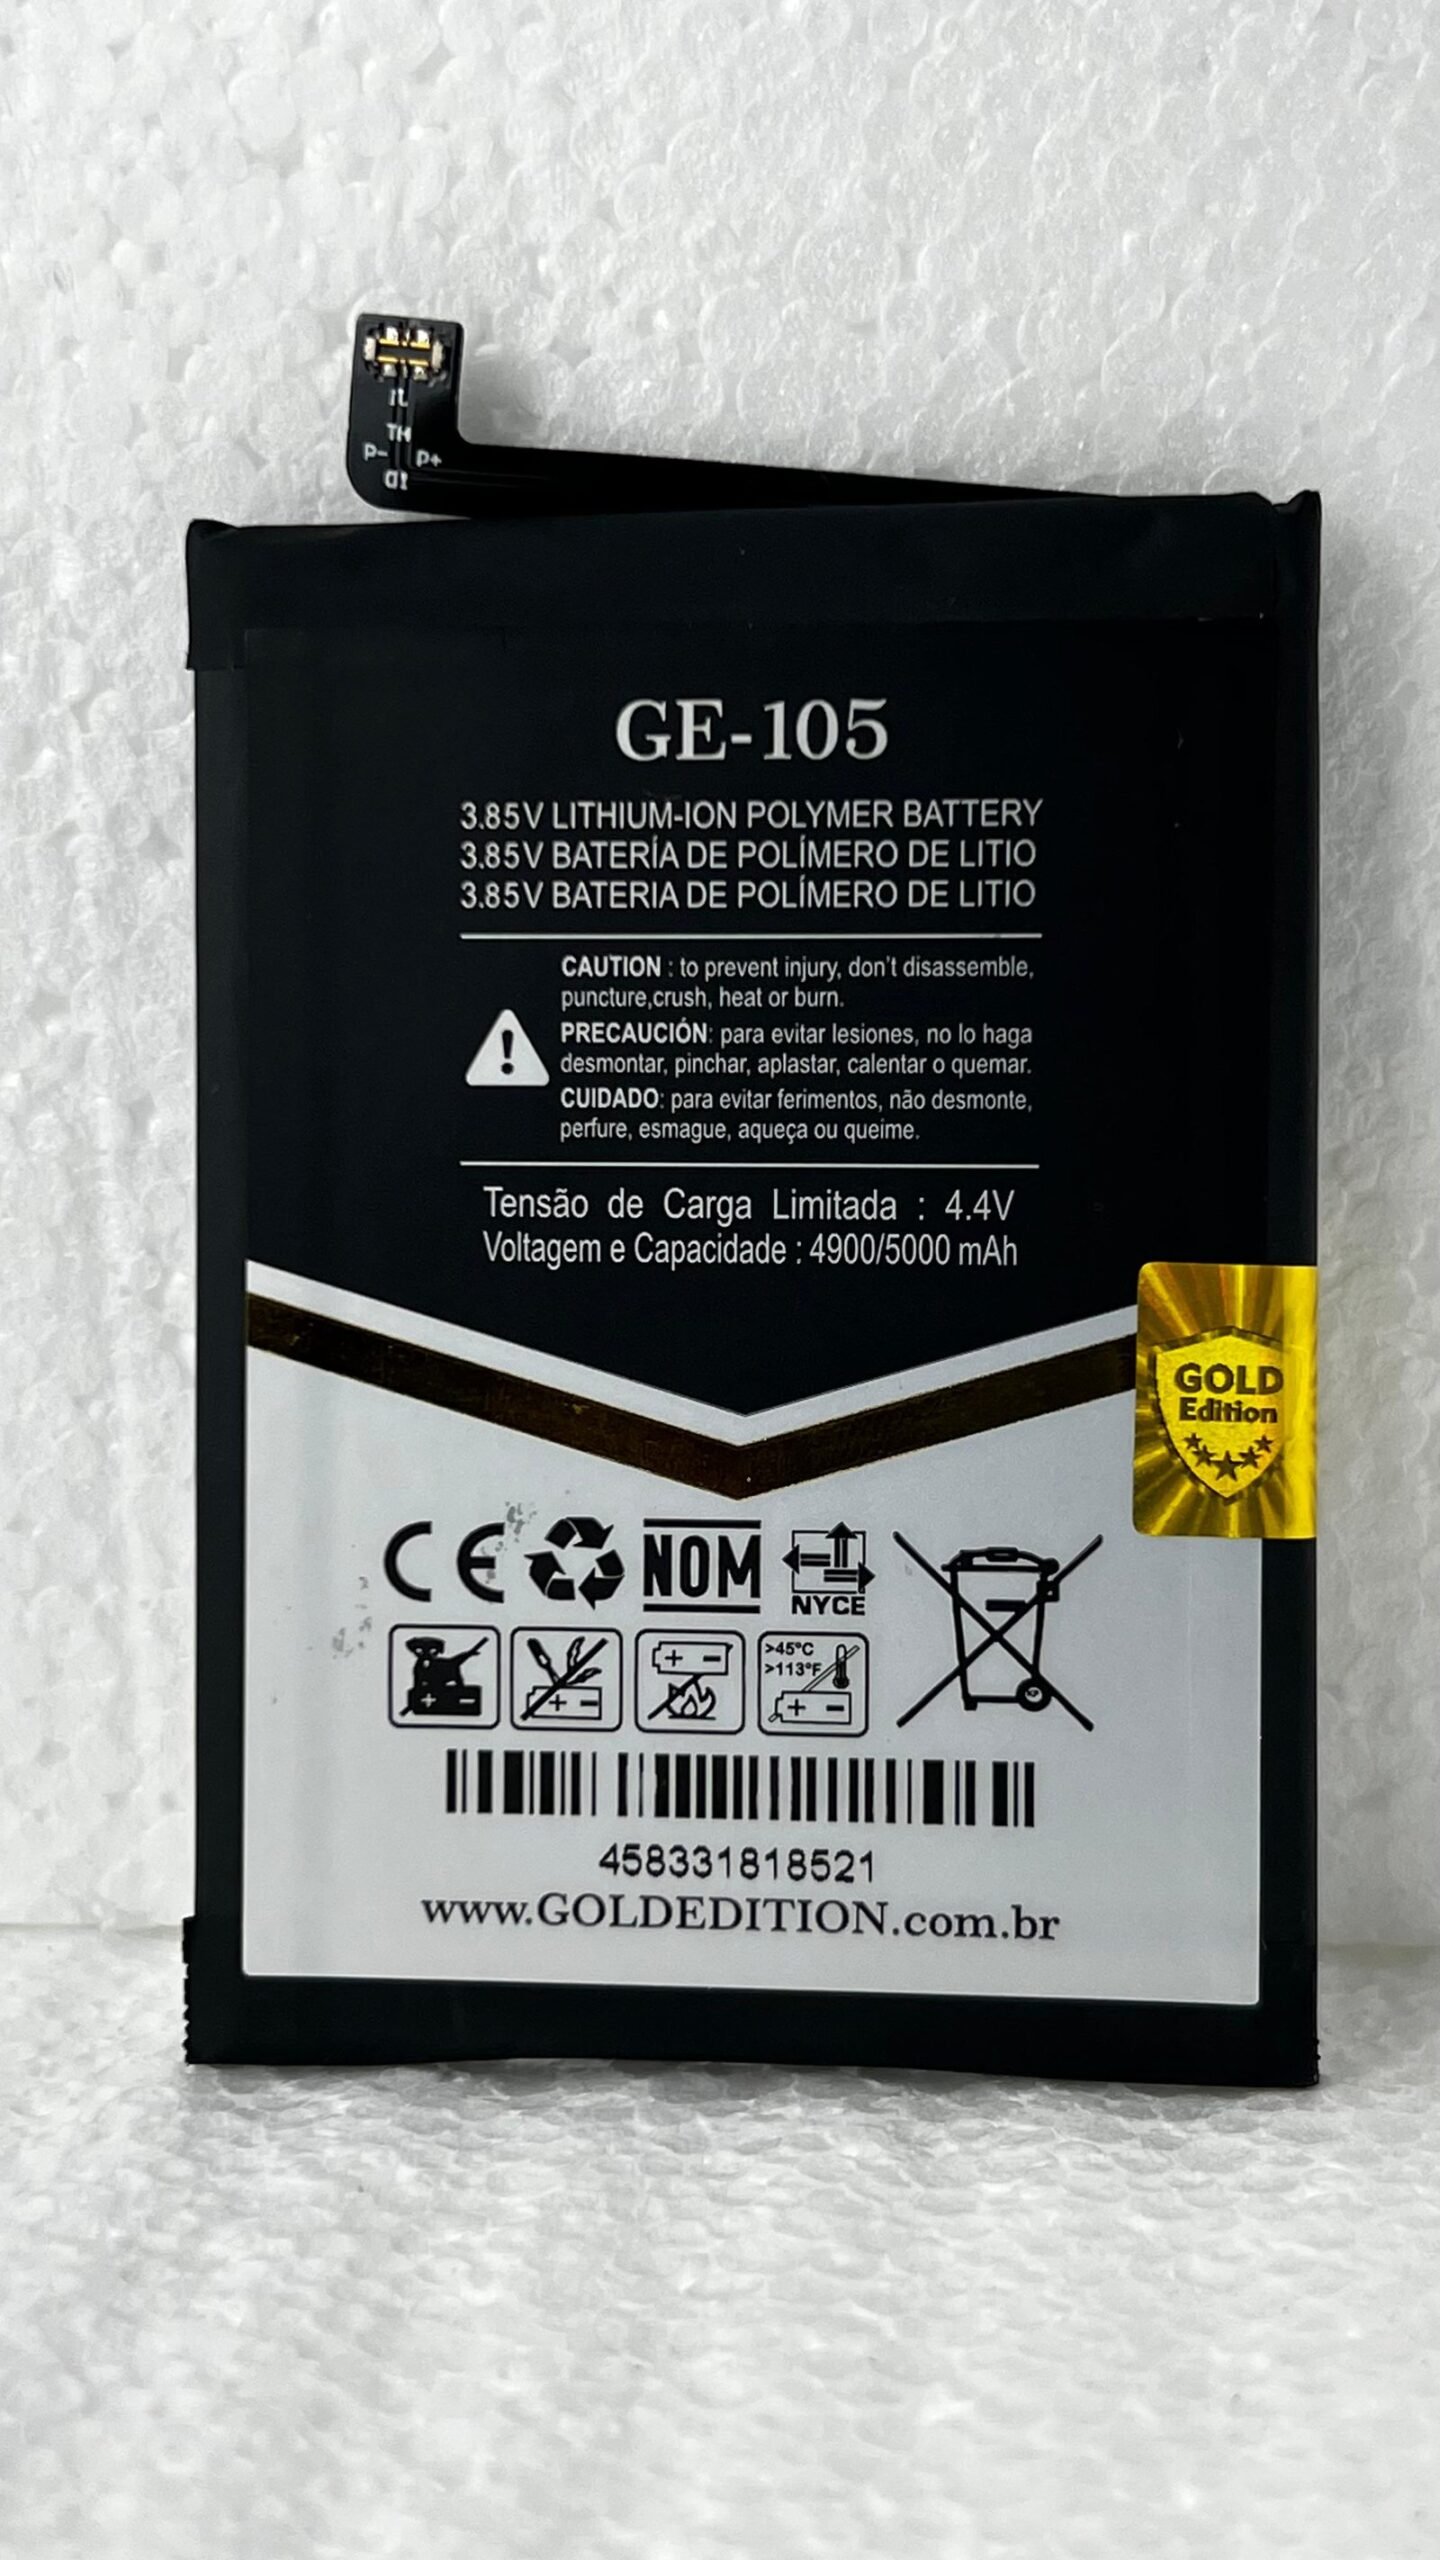 TH
P- P+
ID
GE-105
3.85V LITHIUM-ION POLYMER BATTERY
3.85V BATERÍA DE POLÍMERO DE LITIO
3.85V BATERIA DE POLÍMERO DE LITIO
CAUTION : to prevent injury, don't disassemble,
puncture,crush, heat or burn.
PRECAUCIÓN: para evitar lesiones, no lo haga
desmontar, pinchar, aplastar, calentar o quemar.
CUIDADO: para evitar ferimentos, não desmonte,
perfure, esmague, aqueça ou queime.
Tensão de Carga Limitada : 4.4V
Voltagem e Capacidade : 4900/5000 mAh
GOLD
Edition
CE NOM NYCE
>45°C
>113°F
458331818521
www.GOLDEDITION.com.br